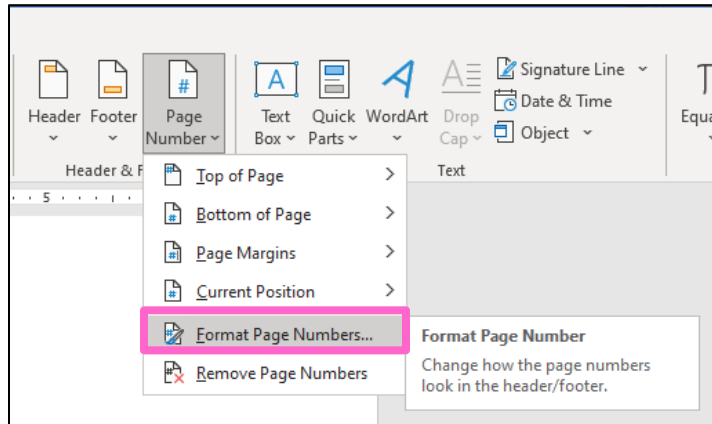 Header Footer Page Number
Text Box Quick Parts WordArt Drop Cap
Signature Line
Date & Time
Object
Equa
Header & F
Text
5
Top of Page
Bottom of Page
Page Margins
Current Position
Format Page Numbers...
Remove Page Numbers
Format Page Number
Change how the page numbers
look in the header/footer.